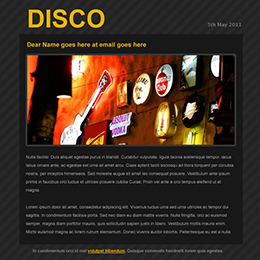 DISCO
5th May 2011
Dear Name goes here at email goes here
ABSOLUT
VODKA
Nulla facilisi. Duis aliquet egestas purus in blandit. Curabitur vulputate, ligula lacinia scelerisque tempor, lacus
lacus ornare ante, ac egestas est urna sit amet arcu. Class aptent taciti sociosqu ad litora torquent per conubia
nostra, per inceptos himenaeos. Sed molestie augue sit amet leo consequat posuere. Vestibulum ante ipsum
primis in faucibus orci luctus et ultrices posuere cubilia Curae; Proin vel ante a orci tempus eleifend ut et
magna.
Lorem ipsum dolor sit amet, consectetur adipiscing elit. Vivamus luctus urna sed urna ultricies ac tempor dui
sagittis. In condimentum facilisis porta. Sed nec diam eu diam mattis viverra. Nulla fringilla, orci ac euismod
semper, magna diam porttitor mauris, quis sollicitudin sapien justo in libero. Vestibulum mollis mauris enim.
Morbi euismod magna ac lorem rutrum elementum. Donec viverra auctor lobortis. Pellentesque eu est a nulla
In condimentum orci id nisl volutpat bibendum. Quisque commodo hendrerit lorem quis egestas.